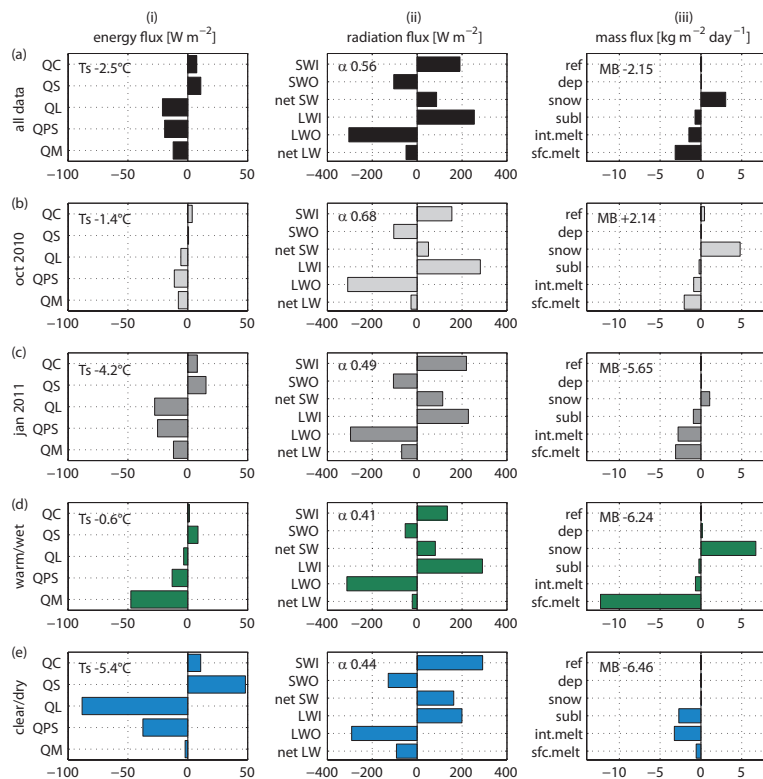 (i) (ii) (iii)
energy flux [W m⁻²] radiation flux [W m⁻²] mass flux [kg m⁻² day⁻¹]
(a) all data
Ts -2.5°C
QC
QS
QL
QPS
QM
−100 −50 0 50
α 0.56
SWI
SWO
net SW
LWI
LWO
net LW
−400 −200 0 200 400
MB -2.15
ref
dep
snow
subl
int.melt
sfc.melt
−10 −5 0 5
(b) oct 2010
Ts -1.4°C
QC
QS
QL
QPS
QM
−100 −50 0 50
α 0.68
SWI
SWO
net SW
LWI
LWO
net LW
−400 −200 0 200 400
MB +2.14
ref
dep
snow
subl
int.melt
sfc.melt
−10 −5 0 5
(c) jan 2011
Ts -4.2°C
QC
QS
QL
QPS
QM
−100 −50 0 50
α 0.49
SWI
SWO
net SW
LWI
LWO
net LW
−400 −200 0 200 400
MB -5.65
ref
dep
snow
subl
int.melt
sfc.melt
−10 −5 0 5
(d) warm/wet
Ts -0.6°C
QC
QS
QL
QPS
QM
−100 −50 0 50
α 0.41
SWI
SWO
net SW
LWI
LWO
net LW
−400 −200 0 200 400
MB -6.24
ref
dep
snow
subl
int.melt
sfc.melt
−10 −5 0 5
(e) clear/dry
Ts -5.4°C
QC
QS
QL
QPS
QM
−100 −50 0 50
α 0.44
SWI
SWO
net SW
LWI
LWO
net LW
−400 −200 0 200 400
MB -6.46
ref
dep
snow
subl
int.melt
sfc.melt
−10 −5 0 5